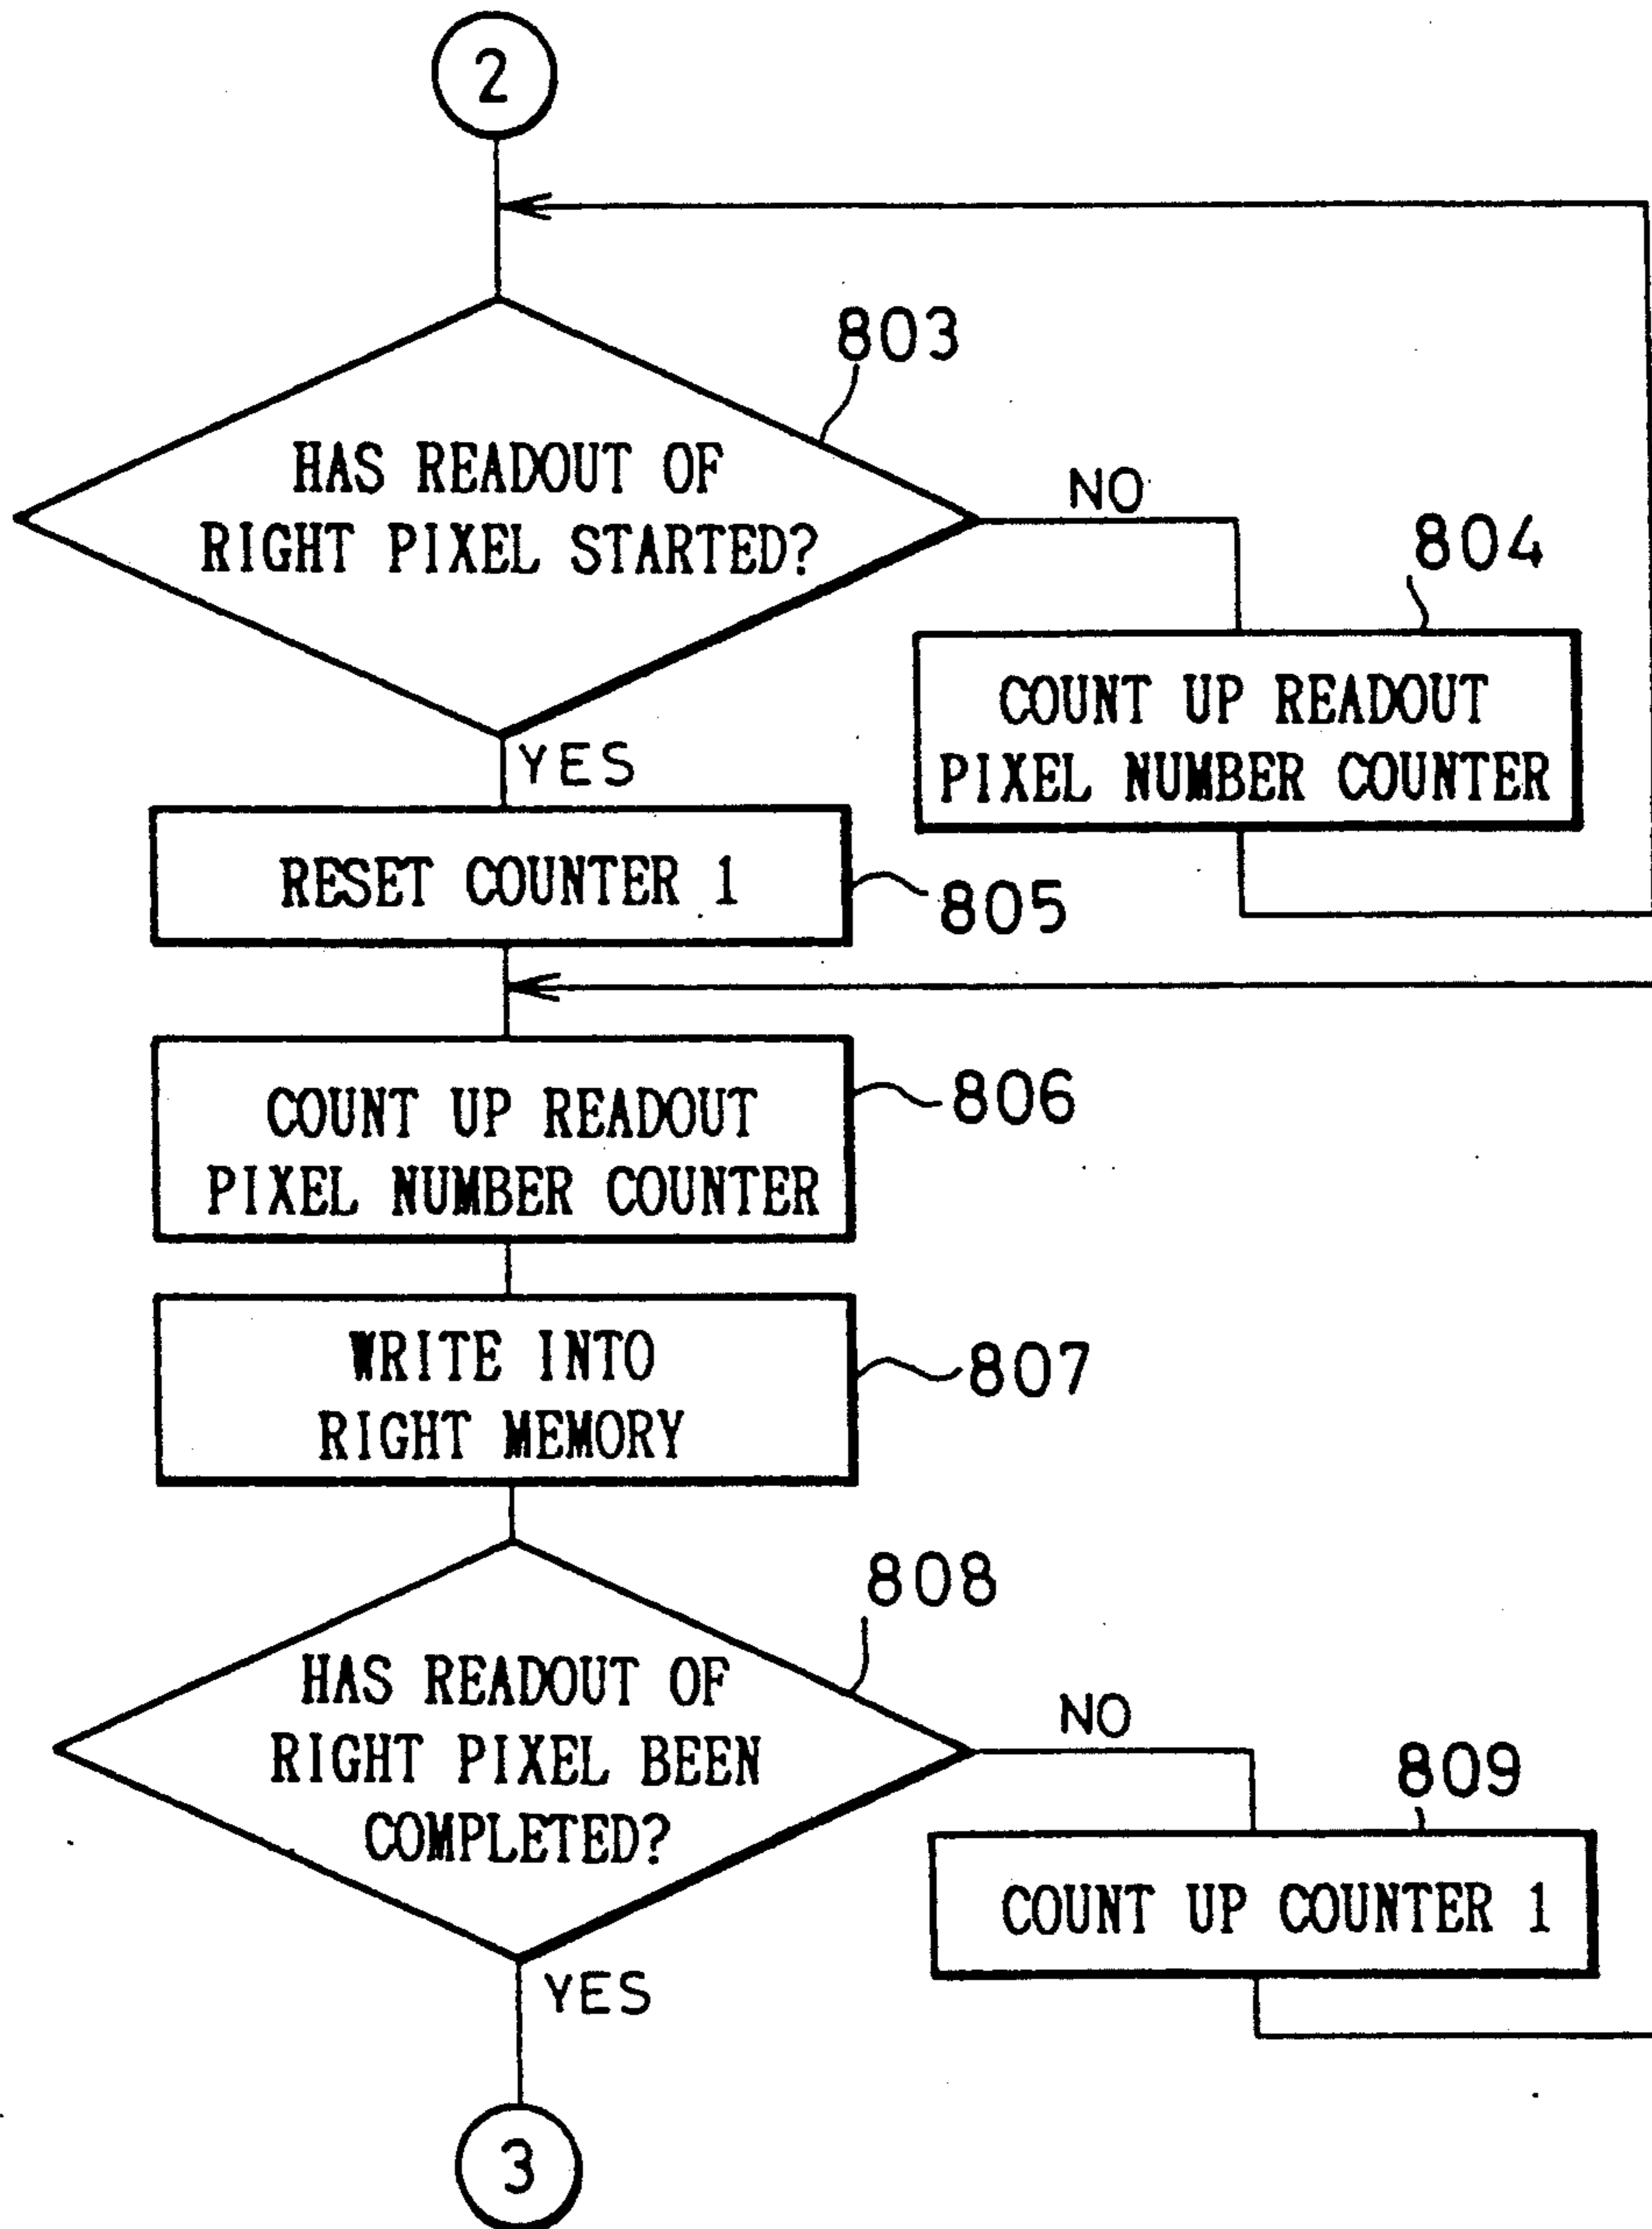 2
803
HAS READOUT OF
RIGHT PIXEL STARTED?
NO
804
COUNT UP READOUT
PIXEL NUMBER COUNTER
YES
RESET COUNTER 1
805
COUNT UP READOUT
PIXEL NUMBER COUNTER
806
WRITE INTO
RIGHT MEMORY
807
808
HAS READOUT OF
RIGHT PIXEL BEEN
COMPLETED?
NO
809
COUNT UP COUNTER 1
YES
3